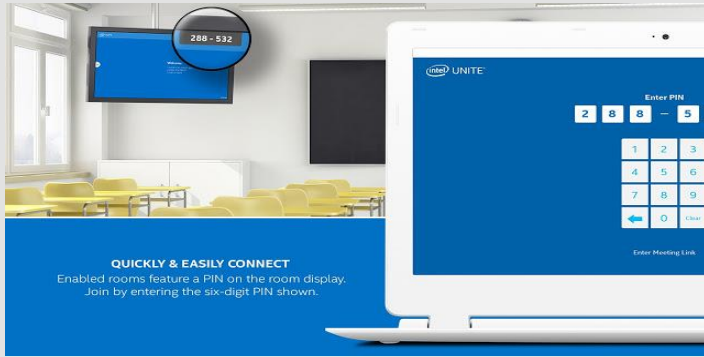 288 - 532
Welcome
intel UNITE
Enter PIN
2 8 8 – 5
1 2 3
4 5 6
7 8 9
0 Clear
Enter Meeting Link
QUICKLY & EASILY CONNECT
Enabled rooms feature a PIN on the room display.
Join by entering the six-digit PIN shown.